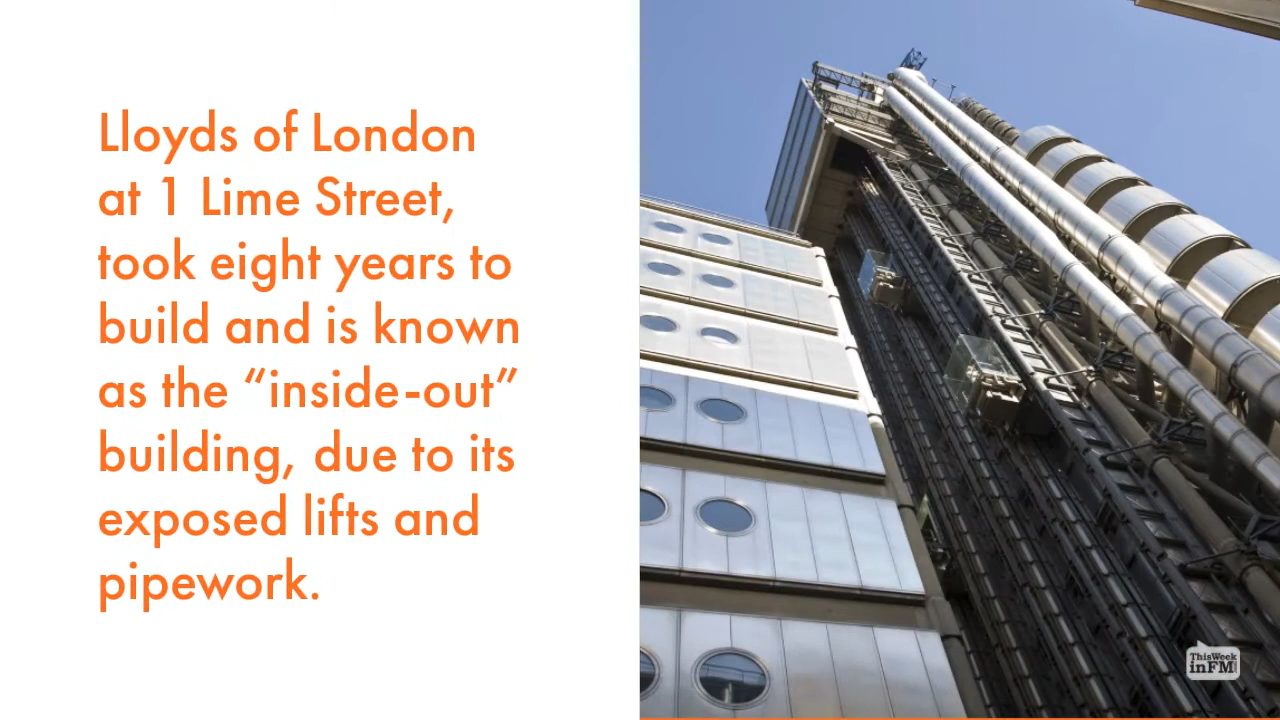 Lloyds of London
at 1 Lime Street,
took eight years to
build and is known
as the “inside-out”
building, due to its
exposed lifts and
pipework.
ThisWeek
inFM